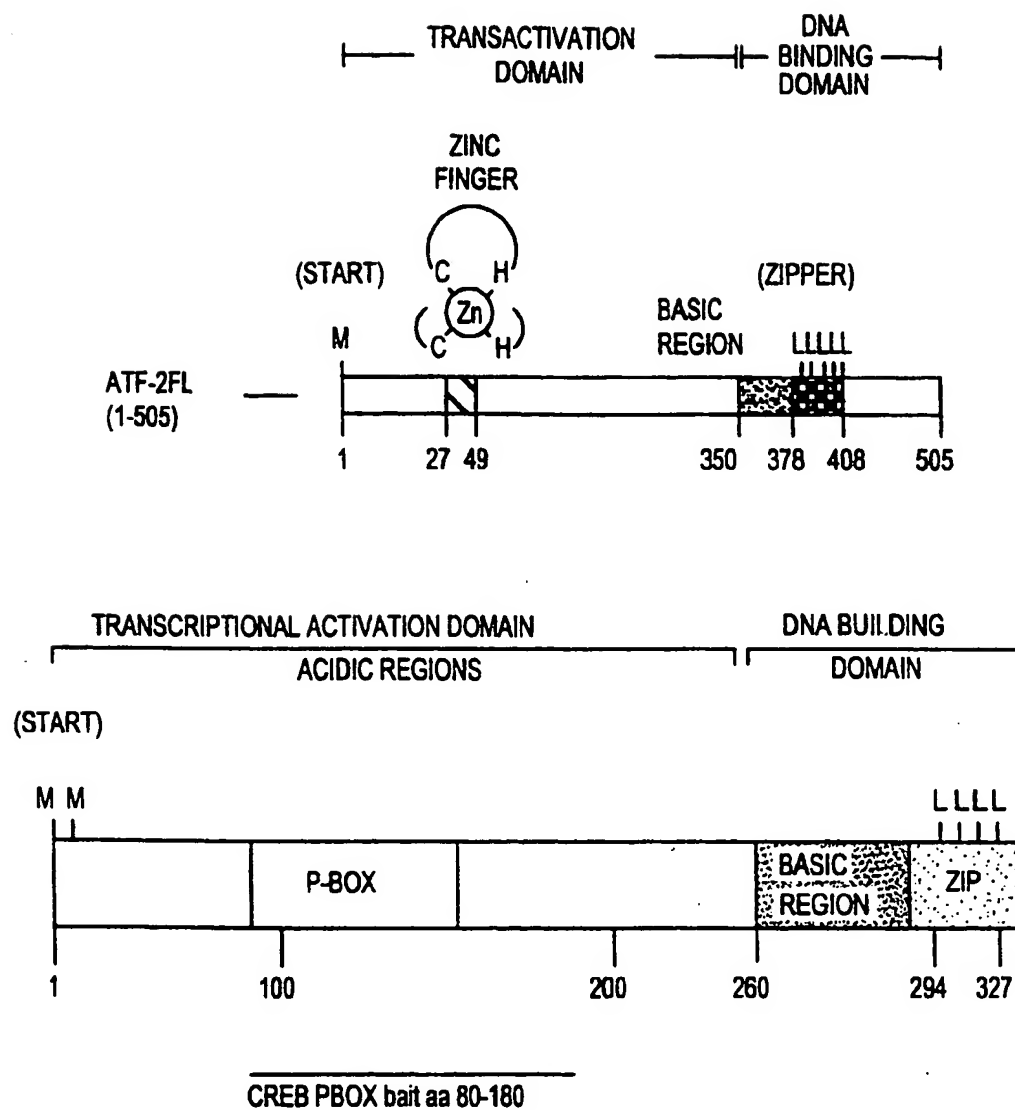 TRANSACTIVATION
DOMAIN
DNA
BINDING
DOMAIN
ZINC
FINGER
C H
Zn
C H
(START)
(ZIPPER)
M
BASIC
REGION
LLLLL
ATF-2FL
(1-505)
1 27 49 350 378 408 505
TRANSCRIPTIONAL ACTIVATION DOMAIN
ACIDIC REGIONS
DNA BUILDING
DOMAIN
(START)
M M
L L L L
P-BOX
BASIC
REGION
ZIP
1 100 200 260 294 327
CREB PBOX bait aa 80-180